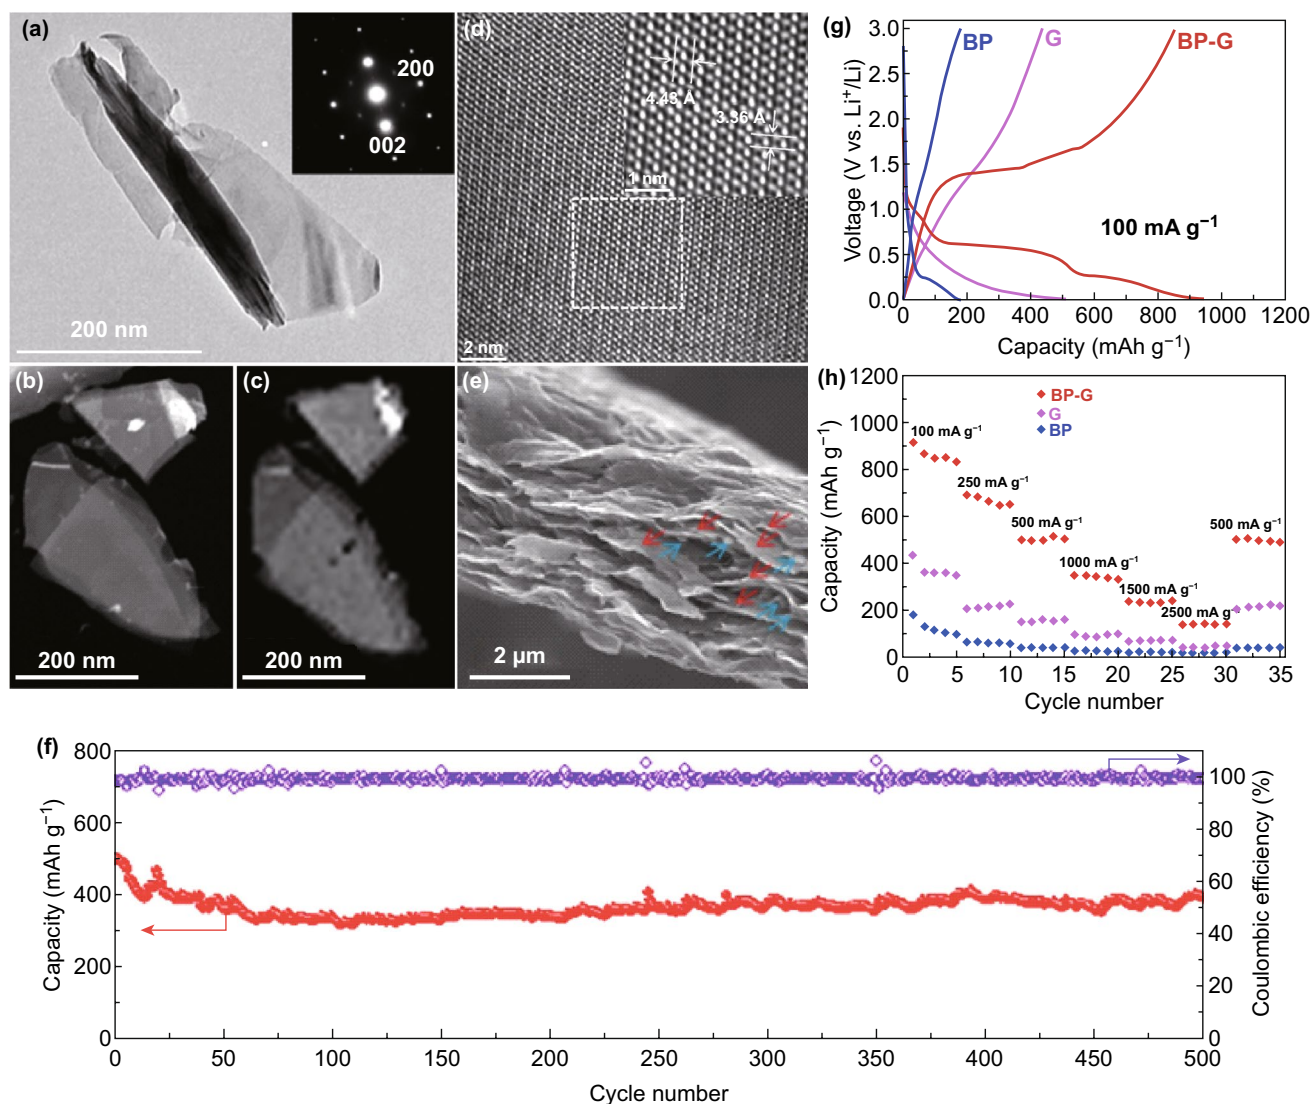 (a)
200
002
200 nm
(b)
200 nm
(c)
200 nm
(d)
4.43 Å
3.36 Å
1 nm
2 nm
(e)
2 µm
(g)
BP
G
BP-G
3.0
2.5
2.0
1.5
1.0
0.5
0.0
Voltage (V vs. Li⁺/Li)
100 mA g⁻¹
0 200 400 600 800 1000 1200
Capacity (mAh g⁻¹)
(h)
1200
1000
800
600
400
200
0
Capacity (mAh g⁻¹)
BP-G
G
BP
100 mA g⁻¹
250 mA g⁻¹
500 mA g⁻¹
1000 mA g⁻¹
1500 mA g⁻¹
2500 mA g⁻¹
500 mA g⁻¹
0 5 10 15 20 25 30 35
Cycle number
(f)
800
600
400
200
0
Capacity (mAh g⁻¹)
100
80
60
40
20
0
Coulombic efficiency (%)
0 50 100 150 200 250 300 350 400 450 500
Cycle number